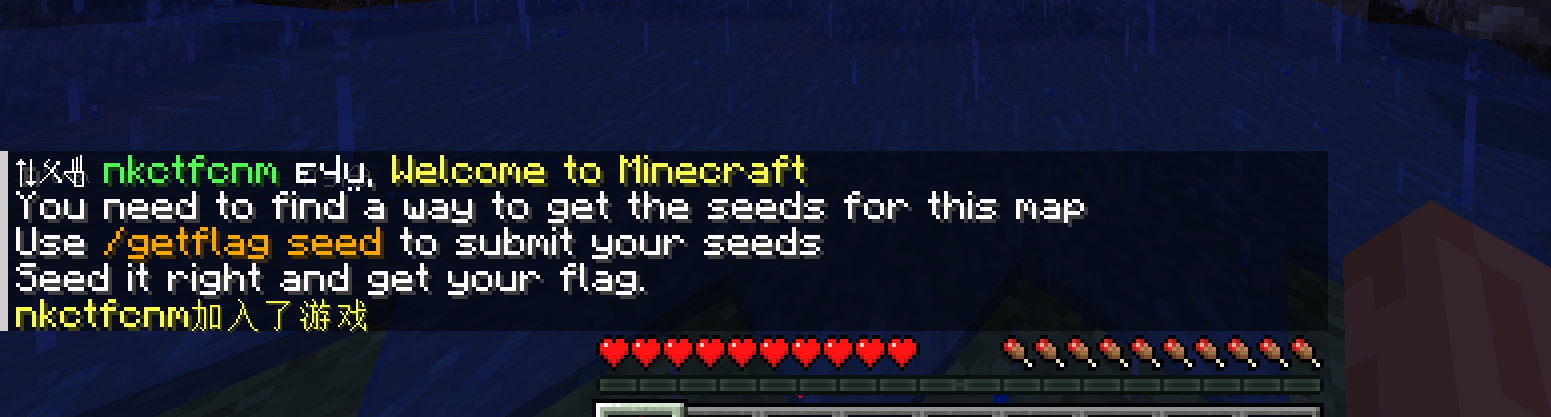 nkctfcnm , Welcome to Minecraft
You need to find a way to get the seeds for this map
Use /getflag seed to submit your seeds
Seed it right and get your flag.
nkctfcnm加入了游戏